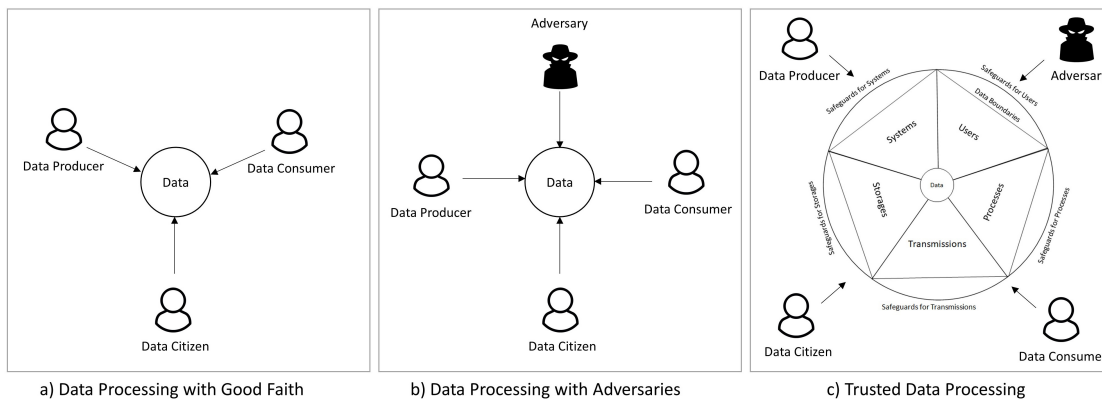 Data Producer
Data Consumer
Data
Data Citizen
a) Data Processing with Good Faith
Adversary
Data Producer
Data
Data Consumer
Data Citizen
b) Data Processing with Adversaries
Data Producer
Adversar
Safeguards for Systems
Safeguards for Users
Data Boundaries
Systems
Users
Data
Storages
Processes
Transmissions
Safeguards for Storages
Safeguards for Processes
Safeguards for Transmissions
Data Citizen
Data Consume
c) Trusted Data Processing